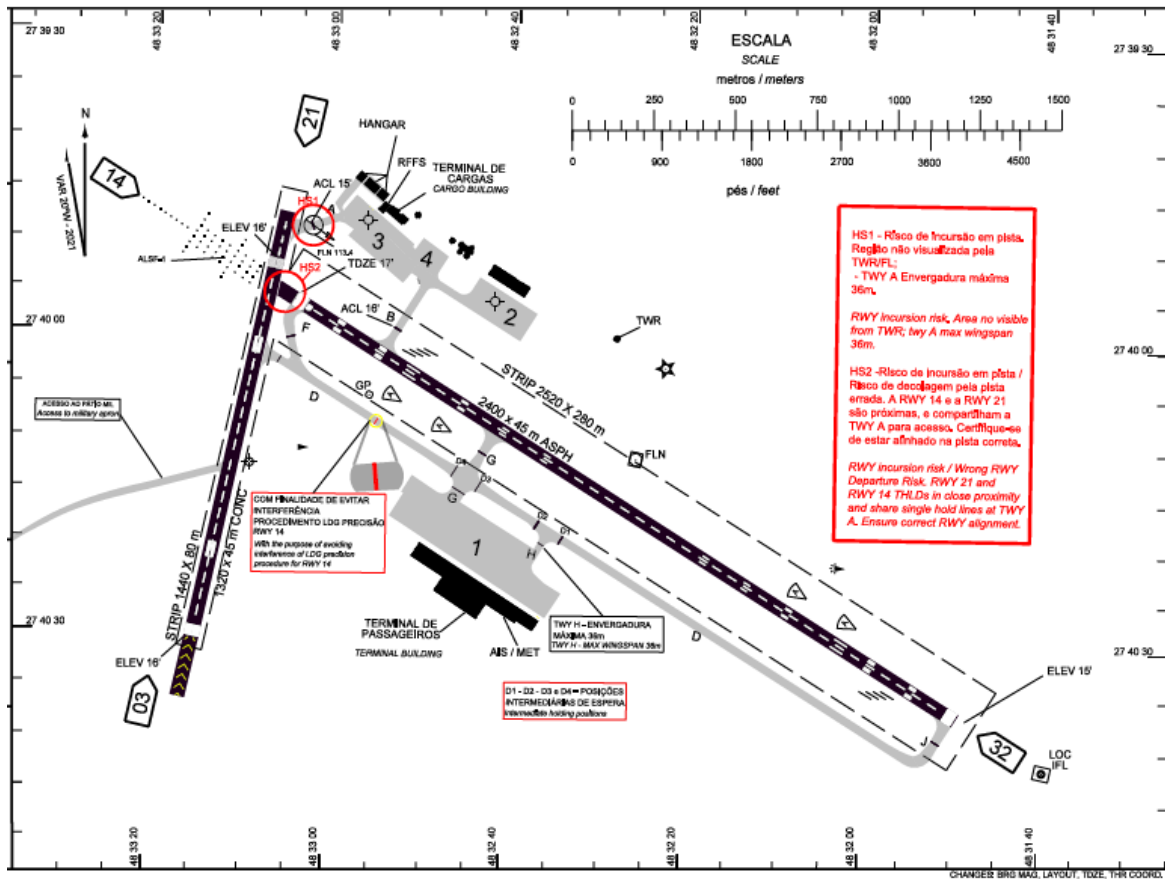 27 39 30
48 33 20
48 33 00
48 32 40
48 32 20
48 32 00
48 31 40
27 39 30
ESCALA
SCALE
metros / meters
0 250 500 750 1000 1250 1500
0 900 1800 2700 3600 4500
pés / feet
N
VAR 20ºW - 2021
14
21
HANGAR
RFFS
TERMINAL DE
CARGAS
CARGO BUILDING
ACL 15'
HS1
A
ELEV 16'
FLN 113.4
ALSF-1
HS2
TDZE 17'
3
4
2
ACL 16'
B
F
TWR
27 40 00
27 40 00
STRIP 2520 X 280 m
2400 x 45 m ASPH
GP
D
FLN
ACESSO AO PÁTIO MIL
Access to military apron
G
D4
D3
G
D2
D1
H
1
COM FINALIDADE DE EVITAR
INTERFERÊNCIA
PROCEDIMENTO LDG PRECISÃO
RWY 14
With the purpose of avoiding
interference of LDG precision
procedure for RWY 14
HS1 - Risco de incursão em pista.
Região não visualizada pela
TWR/FL;
- TWY A Envergadura máxima
36m.
RWY incursion risk. Area no visible
from TWR; twy A max wingspan
36m.
HS2 -Risco de incursão em pista /
Risco de decolagem pela pista
errada. A RWY 14 e a RWY 21
são próximas, e compartilham a
TWY A para acesso. Certifique-se
de estar alinhado na pista correta.
RWY incursion risk / Wrong RWY
Departure Risk. RWY 21 and
RWY 14 THLDs in close proximity
and share single hold lines at TWY
A. Ensure correct RWY alignment.
STRIP 1440 X 80 m
1320 x 45 m CONC
27 40 30
27 40 30
TERMINAL DE
PASSAGEIROS
TERMINAL BUILDING
AIS / MET
TWY H - ENVERGADURA
MÁXIMA 36m
TWY H - MAX WINGSPAN 36m
D
ELEV 16'
03
D1 - D2 - D3 e D4 - POSIÇÕES
INTERMEDIÁRIAS DE ESPERA
Intermediate holding positions
ELEV 15'
J
32
LOC
IFL
48 33 20
48 33 00
48 32 40
48 32 20
48 32 00
48 31 40
CHANGES: BRG MAG, LAYOUT, TDZE, THR COORD.